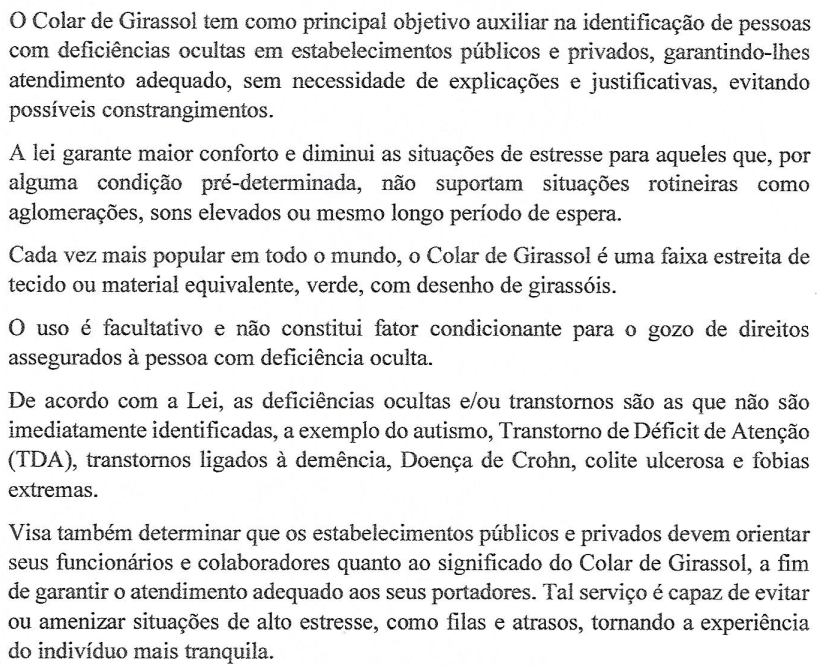 O Colar de Girassol tem como principal objetivo auxiliar na identificação de pessoas
com deficiências ocultas em estabelecimentos públicos e privados, garantindo-lhes
atendimento adequado, sem necessidade de explicações e justificativas, evitando
possíveis constrangimentos.
A lei garante maior conforto e diminui as situações de estresse para aqueles que, por
alguma condição pré-determinada, não suportam situações rotineiras como
aglomerações, sons elevados ou mesmo longo período de espera.
Cada vez mais popular em todo o mundo, o Colar de Girassol é uma faixa estreita de
tecido ou material equivalente, verde, com desenho de girassóis.
O uso é facultativo e não constitui fator condicionante para o gozo de direitos
assegurados à pessoa com deficiência oculta.
De acordo com a Lei, as deficiências ocultas e/ou transtornos são as que não são
imediatamente identificadas, a exemplo do autismo, Transtorno de Déficit de Atenção
(TDA), transtornos ligados à demência, Doença de Crohn, colite ulcerosa e fobias
extremas.
Visa também determinar que os estabelecimentos públicos e privados devem orientar
seus funcionários e colaboradores quanto ao significado do Colar de Girassol, a fim
de garantir o atendimento adequado aos seus portadores. Tal serviço é capaz de evitar
ou amenizar situações de alto estresse, como filas e atrasos, tornando a experiência
do indivíduo mais tranquila.